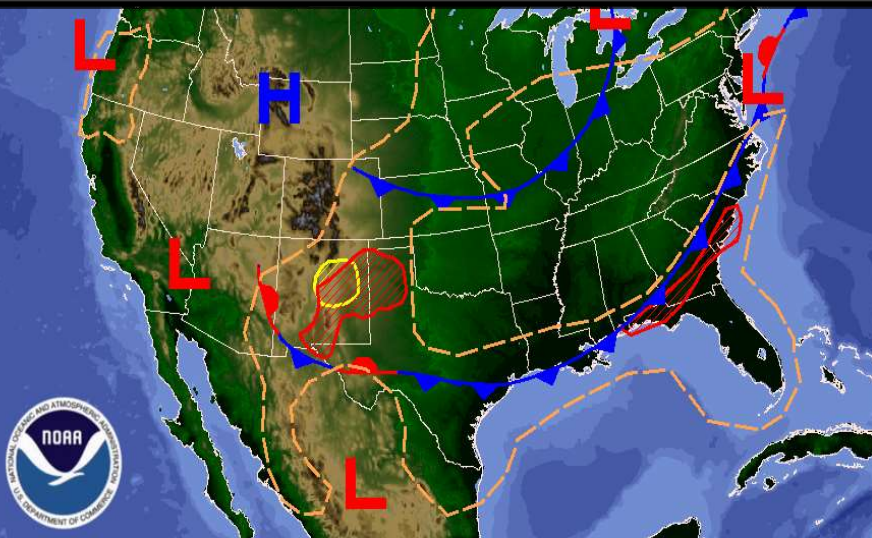 L
L
H
L
L
L
NOAA
NATIONAL OCEANIC AND ATMOSPHERIC ADMINISTRATION
U.S. DEPARTMENT OF COMMERCE